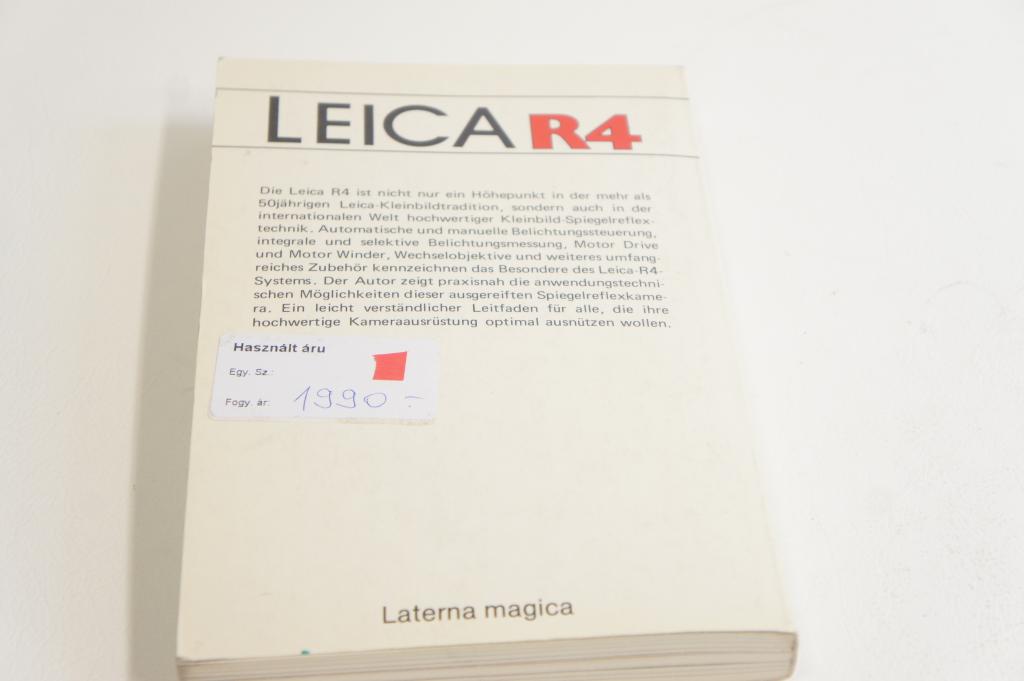 LEICA R4
Die Leica R4 ist nicht nur ein Höhepunkt in der mehr als
50jährigen Leica-Kleinbildtradition, sondern auch in der
internationalen Welt hochwertiger Kleinbild-Spiegelreflex-
technik. Automatische und manuelle Belichtungssteuerung,
integrale und selektive Belichtungsmessung, Motor Drive
und Motor Winder, Wechselobjektive und weiteres umfang-
reiches Zubehör kennzeichnen das Besondere des Leica-R4-
Systems. Der Autor zeigt praxisnah die anwendungstechni-
schen Möglichkeiten dieser ausgereiften Spiegelreflexkame-
ra. Ein leicht verständlicher Leitfaden für alle, die ihre
hochwertige Kameraausrüstung optimal ausnützen wollen.
Használt áru
Egy. Sz.:
Fogy. ár: 1990.-
Laterna magica